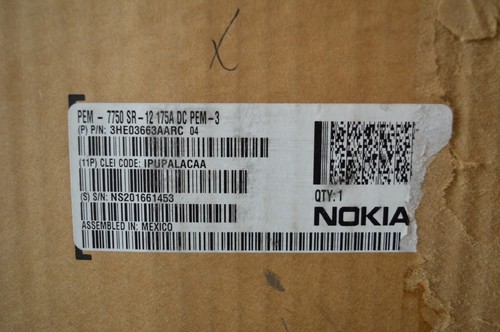 X
PEM - 7750 SR-12 175A DC PEM-3
(P) P/N: 3HE03663AARC 04
(11P) CLEI CODE: IPUPALACAA
(S) S/N: NS201661453
ASSEMBLED IN: MEXICO
QTY: 1
NOKIA